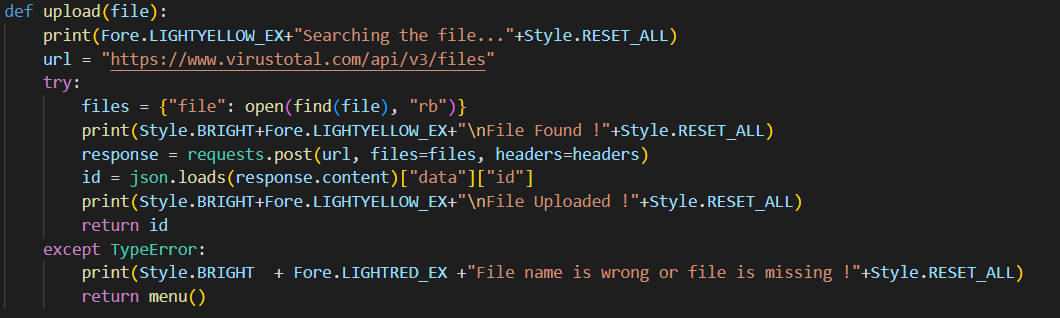 def upload(file):
    print(Fore.LIGHTYELLOW_EX+"Searching the file..."+Style.RESET_ALL)
    url = "https://www.virustotal.com/api/v3/files"
    try:
        files = {"file": open(find(file), "rb")}
        print(Style.BRIGHT+Fore.LIGHTYELLOW_EX+"\nFile Found !"+Style.RESET_ALL)
        response = requests.post(url, files=files, headers=headers)
        id = json.loads(response.content)["data"]["id"]
        print(Style.BRIGHT+Fore.LIGHTYELLOW_EX+"\nFile Uploaded !"+Style.RESET_ALL)
        return id
    except TypeError:
        print(Style.BRIGHT  + Fore.LIGHTRED_EX +"File name is wrong or file is missing !"+Style.RESET_ALL)
        return menu()